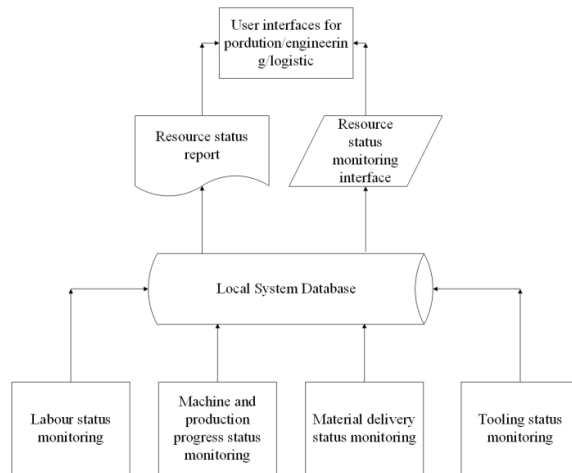 User interfaces for
pordution/engineerin
g/logistic
Resource status
report
Resource
status
monitoring
interface
Local System Database
Labour status
monitoring
Machine and
production
progress status
monitoring
Material delivery
status monitoring
Tooling status
monitoring